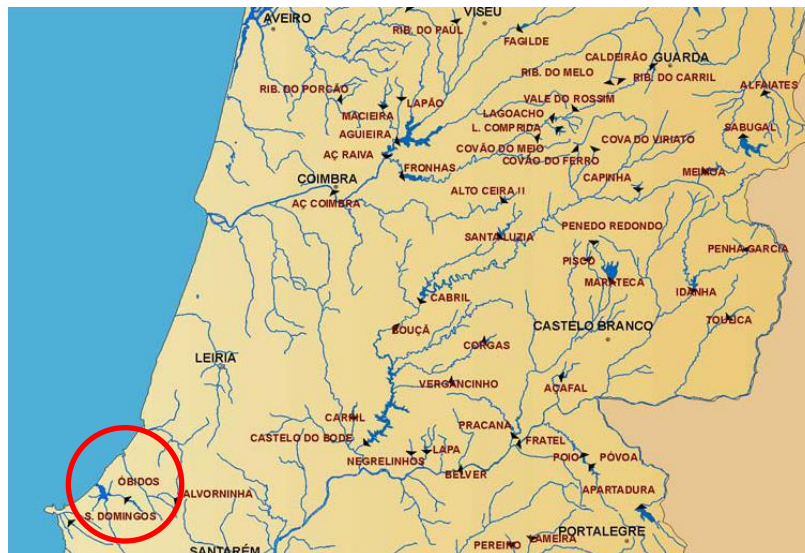 AVEIRO
VISEU
RIB. DO PAÚL
FAGILDE
CALDEIRÃO
GUARDA
RIB. DO MELO
RIB. DO CARRIL
RIB. DO PORCÃO
LAPÃO
VALE DO ROSSIM
ALFAIATES
MACIEIRA
LAGOACHO
AGUIEIRA
L. COMPRIDA
COVA DO VIRIATO
SABUGAL
AÇ RAIVA
COVÃO DO MEIO
COVÃO DO FERRO
FRONHAS
MEIMOA
COIMBRA
CAPINHA
ALTO CEIRA II
AÇ COIMBRA
PENEDO REDONDO
SANTA LUZIA
PENHA GARCIA
PISCO
MARATECA
IDANHA
CABRIL
TOULICA
BOUÇÃ
CASTELO BRANCO
CORGAS
LEIRIA
VERGANCINHO
AÇAFAL
CARRIL
PRACANA
CASTELO DO BODE
FRATEL
LAPA
NEGRELINHOS
POIO
PÓVOA
BELVER
ÓBIDOS
APARTADURA
ALVORNINHA
S. DOMINGOS
PORTALEGRE
LAMEIRA
PEREIRO
SANTARÉM